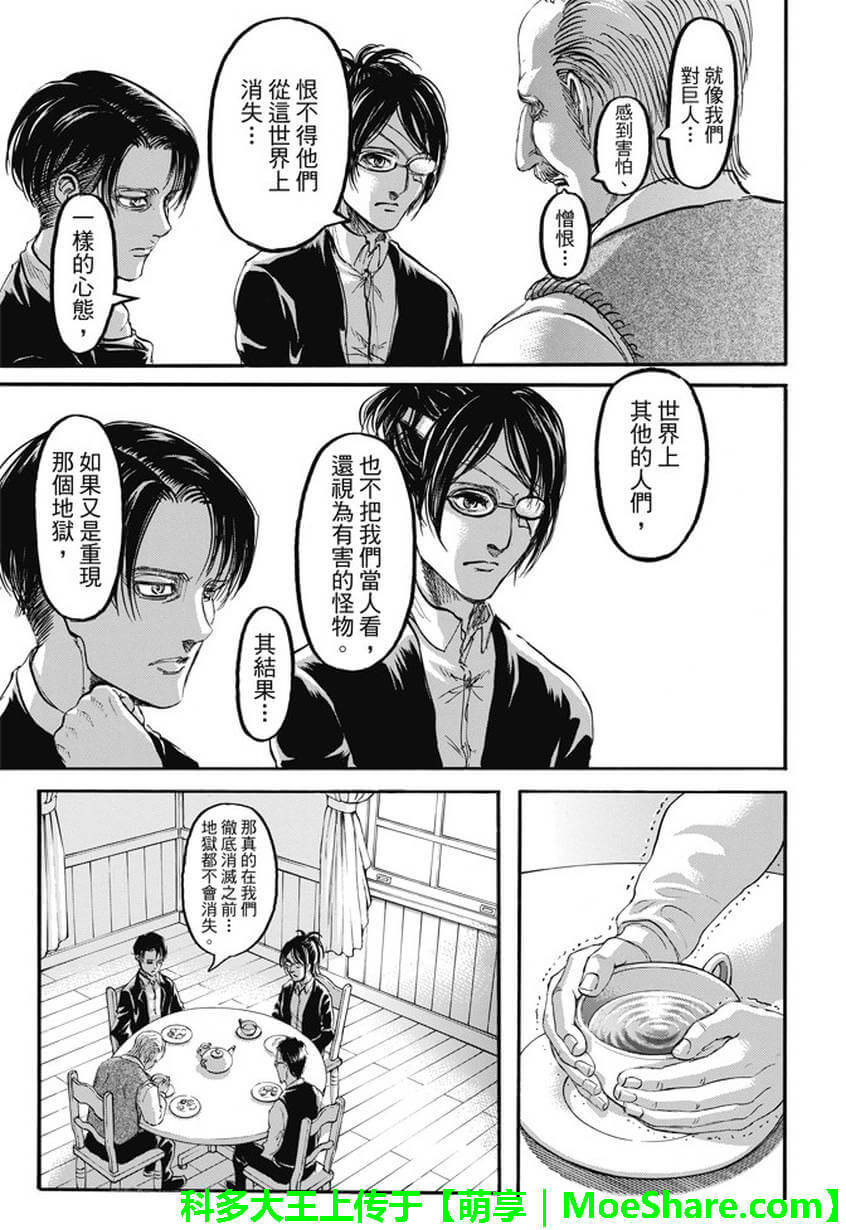 就像我們
對巨人⋯
感到害怕、
憎恨⋯
恨不得他們
從這世界上
消失⋯
一樣的心態，
世界上
其他的人們，
也不把我們當人看，
還視為有害的怪物。
其結果⋯
如果又是重現
那個地獄，
那真的在我們
徹底消滅之前⋯
地獄都不會消失。
科多大王上传于【萌享｜MoeShare.com】